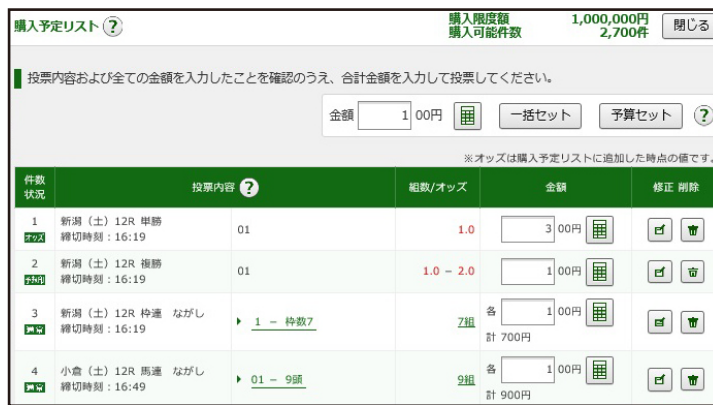 購入予定リスト ?
購入限度額 1,000,000円
購入可能件数 2,700件
閉じる
投票内容および全ての金額を入力したことを確認のうえ、合計金額を入力して投票してください。
金額 1 00円 一括セット 予算セット ?
※オッズは購入予定リストに追加した時点の値です。
件数 状況 投票内容 ? 組数/オッズ 金額 修正 削除
1 新潟（土）12R 単勝 01 1.0 3 00円
オッズ 締切時刻：16:19
2 新潟（土）12R 複勝 01 1.0 － 2.0 1 00円
締切時刻：16:19
3 新潟（土）12R 枠連 ながし 1 － 枠数7 7組 各 1 00円
通常 締切時刻：16:19 計 700円
4 小倉（土）12R 馬連 ながし 01 － 9頭 9組 各 1 00円
通常 締切時刻：16:49 計 900円